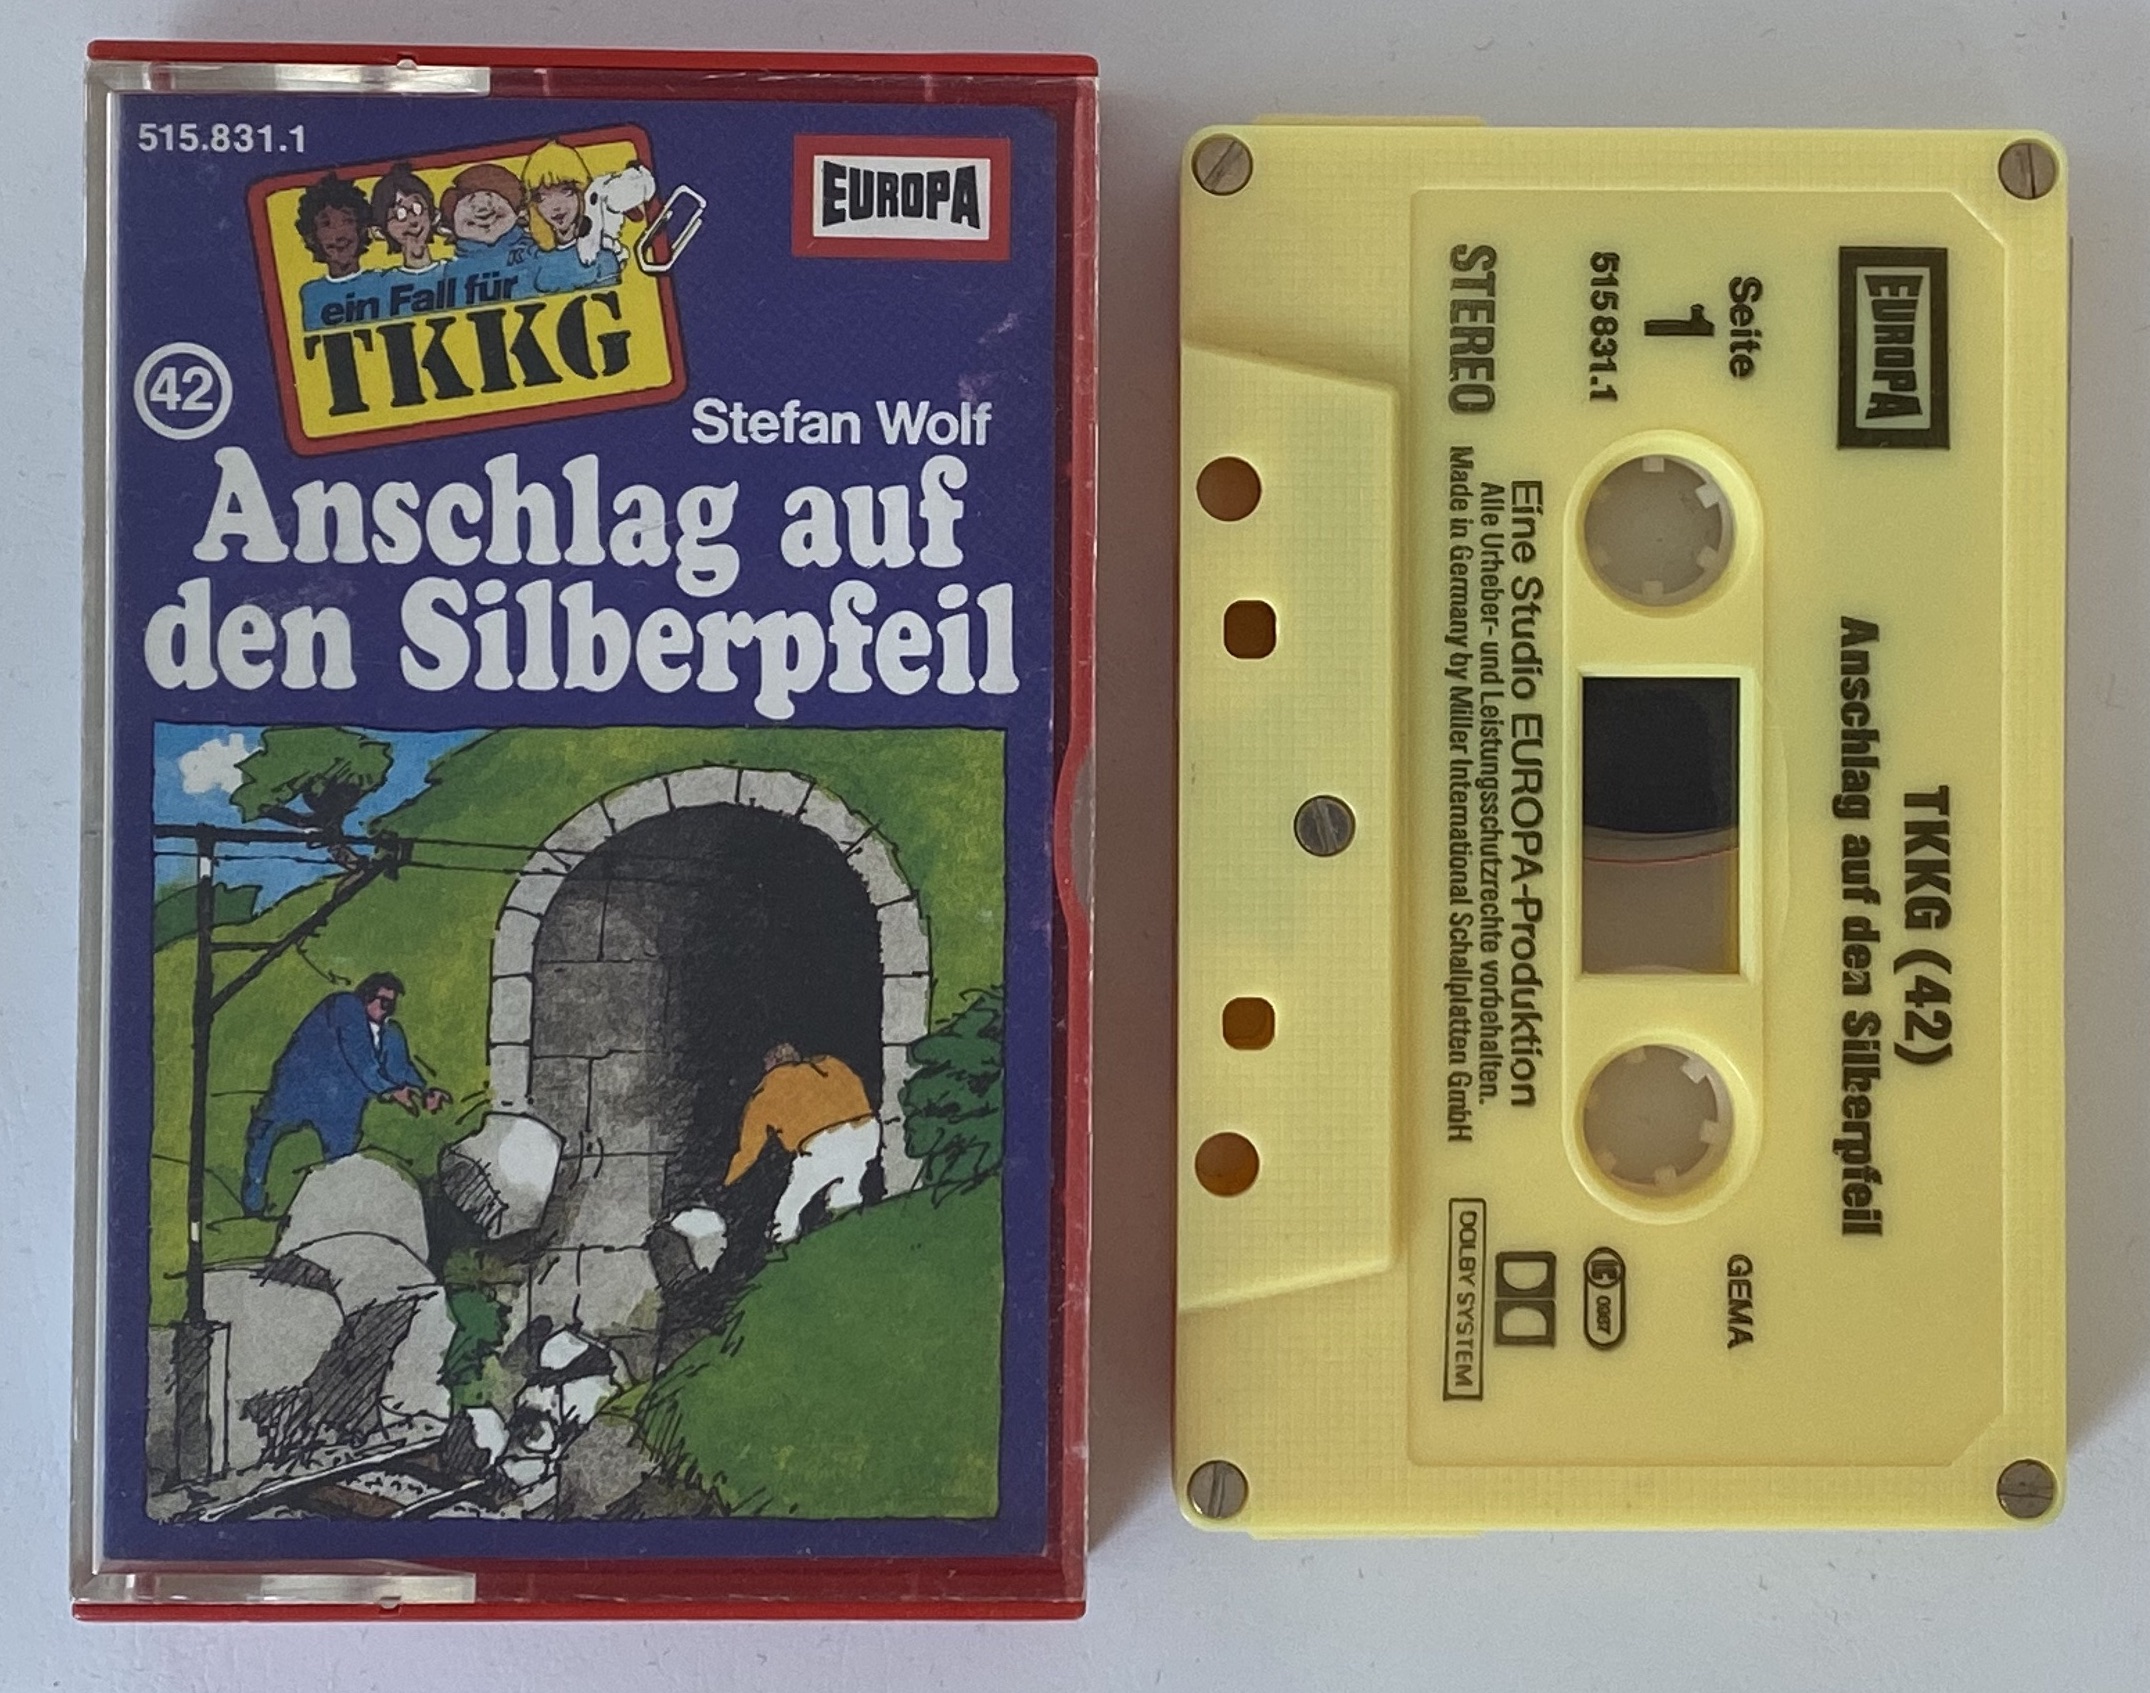 515.831.1
EUROPA
ein Fall für
TKKG
42
Stefan Wolf
Anschlag auf
den Silberpfeil
EUROPA
TKKG (42)
Anschlag auf den Silberpfeil
Seite
1
515 831.1
STEREO
GEMA
LC 0387
Eine Studio EUROPA-Produktion
Alle Urheber- und Leistungsschutzrechte vorbehalten.
Made in Germany by Miller International Schallplatten GmbH
DOLBY SYSTEM